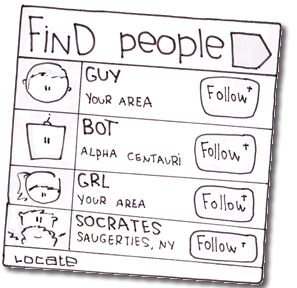 FIND people
GUY
YOUR AREA
Follow+
BOT
ALPHA CENTAURI
Follow+
GRL
YOUR AREA
Follow+
SOCRATES
SAUGERTIES, NY
Follow+
LOCATE